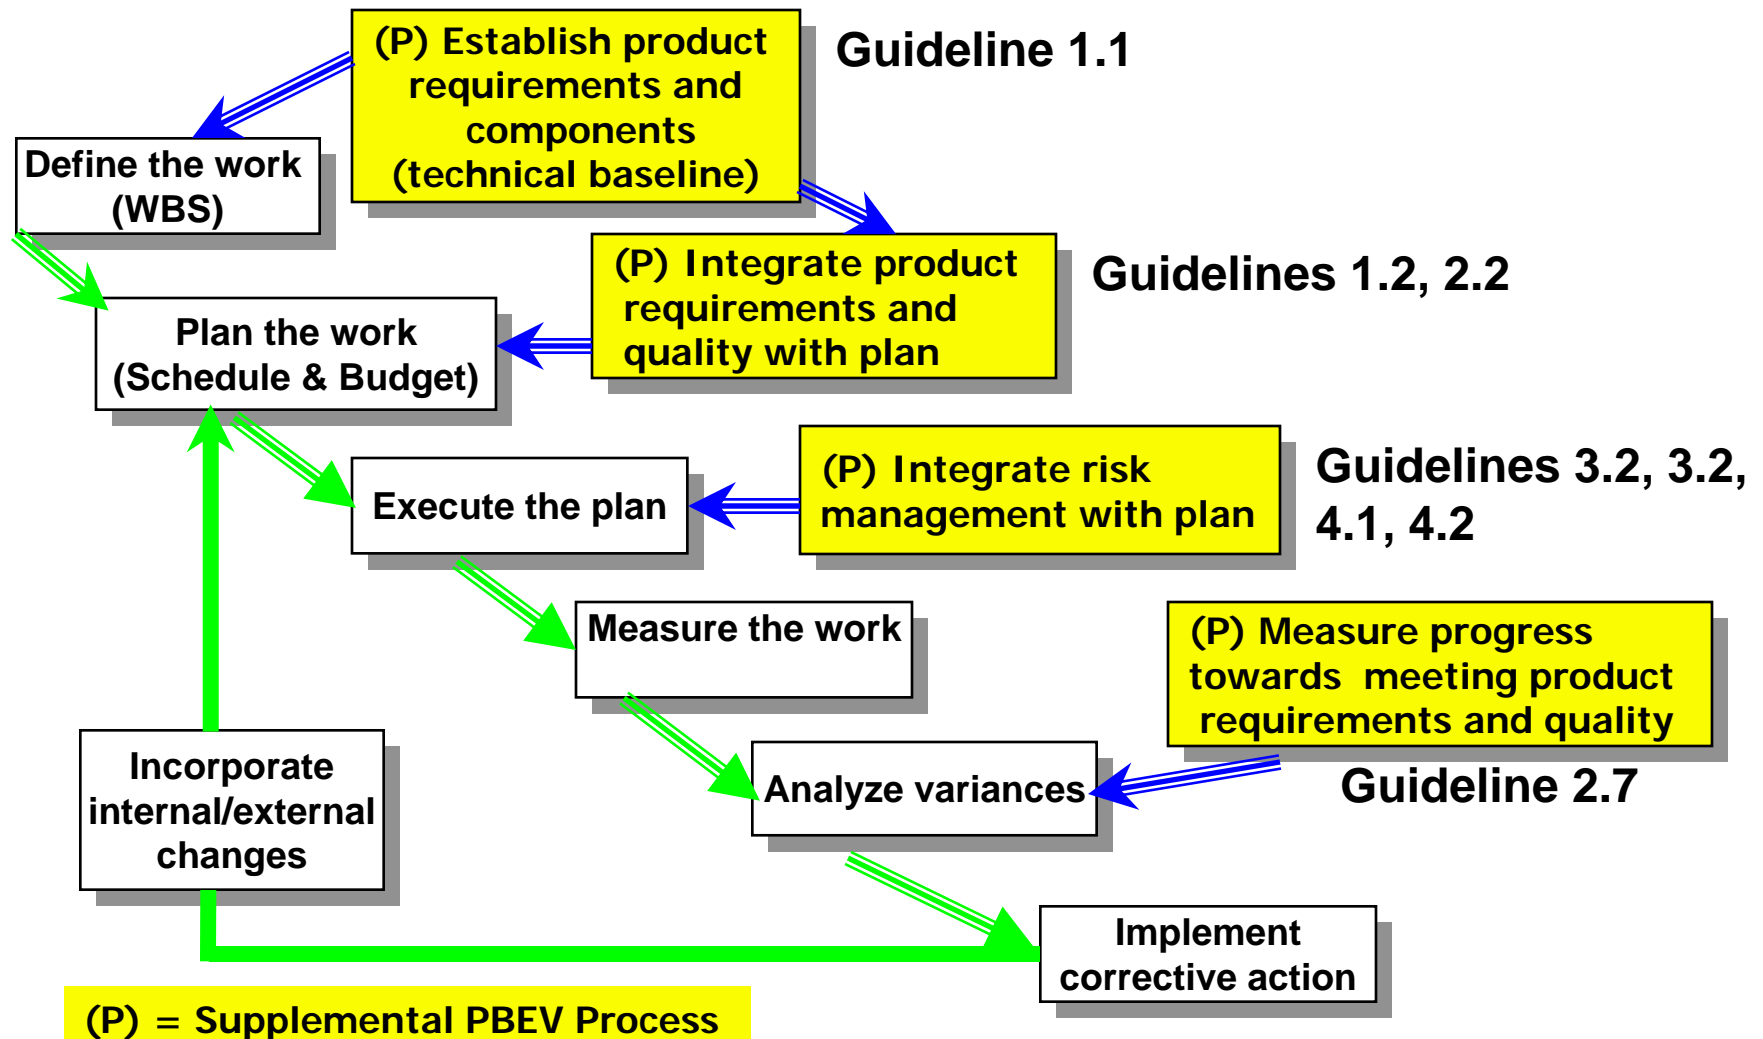 (P) Establish product
requirements and
components
(technical baseline)
Guideline 1.1
Define the work
(WBS)
(P) Integrate product
requirements and
quality with plan
Guidelines 1.2, 2.2
Plan the work
(Schedule & Budget)
(P) Integrate risk
management with plan
Guidelines 3.2, 3.2,
4.1, 4.2
Execute the plan
Measure the work
(P) Measure progress
towards meeting product
requirements and quality
Guideline 2.7
Analyze variances
Incorporate
internal/external
changes
Implement
corrective action
(P) = Supplemental PBEV Process